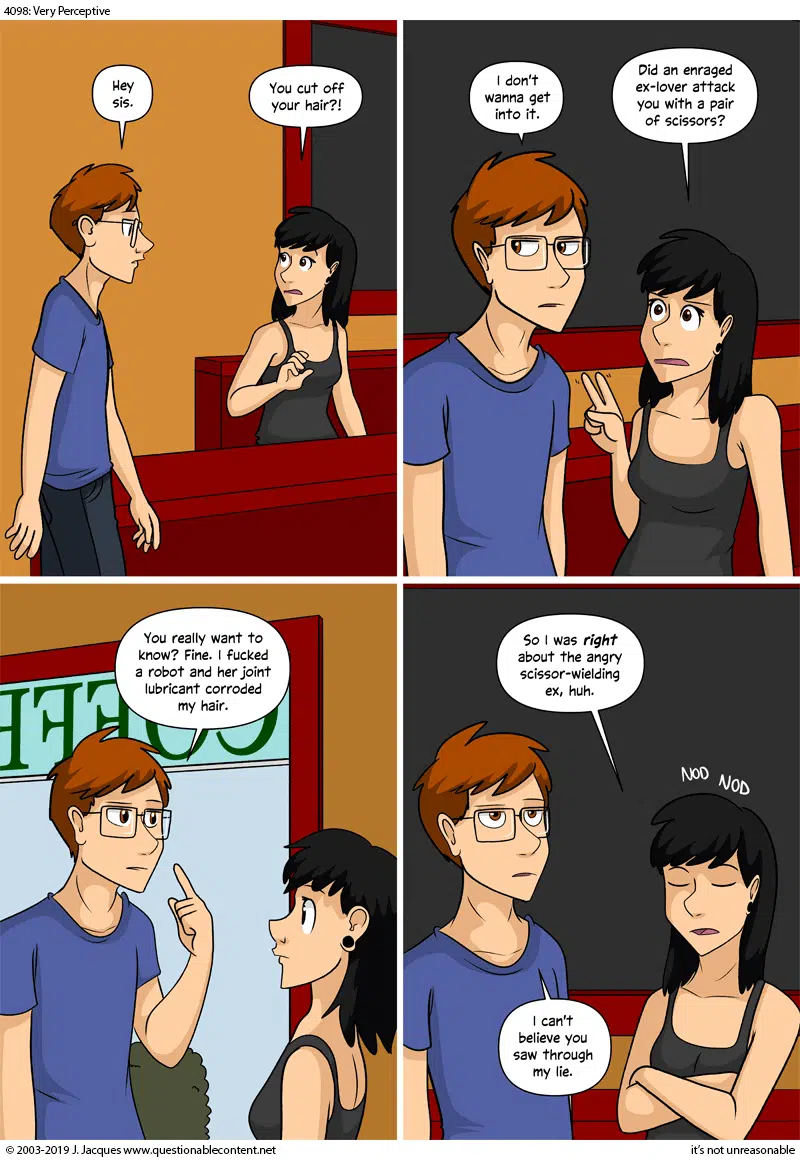 4098: Very Perceptive
Hey
sis.
You cut off
your hair?!
I don't
wanna get
into it.
Did an enraged
ex-lover attack
you with a pair
of scissors?
You really want to
know? Fine. I fucked
a robot and her joint
lubricant corroded
my hair.
COFFE
So I was right
about the angry
scissor-wielding
ex, huh.
NOD NOD
I can't
believe you
saw through
my lie.
© 2003-2019 J. Jacques www.questionablecontent.net
it's not unreasonable